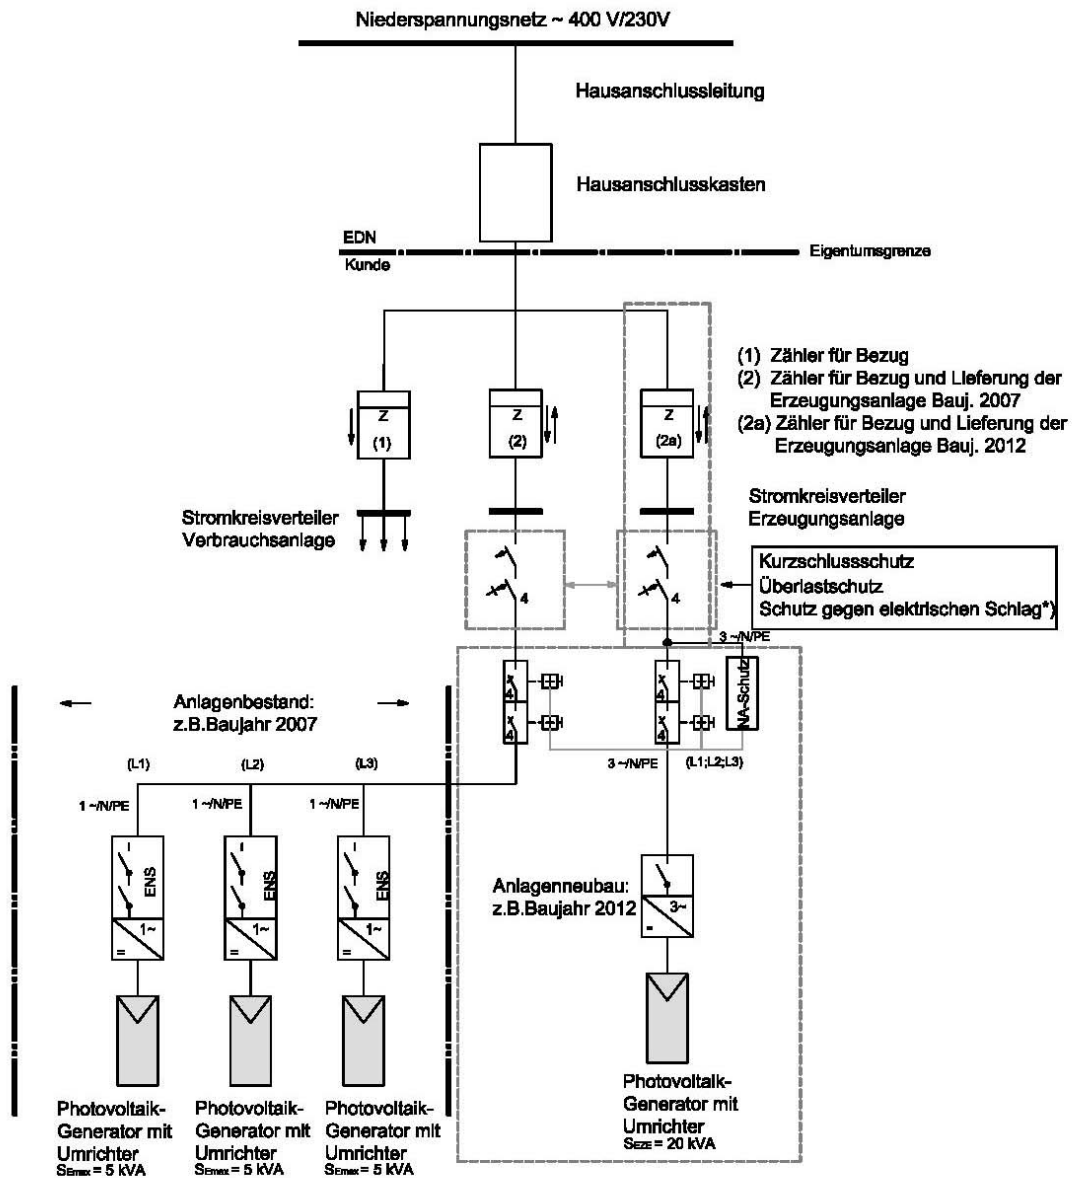 Niederspannungsnetz ~ 400 V/230V
Hausanschlussleitung
Hausanschlusskasten
EDN
Kunde
Eigentumsgrenze
(1) Zähler für Bezug
(2) Zähler für Bezug und Lieferung der
Erzeugungsanlage Bauj. 2007
(2a) Zähler für Bezug und Lieferung der
Erzeugungsanlage Bauj. 2012
Z
(1)
Z
(2)
Z
(2a)
Stromkreisverteiler
Verbrauchsanlage
Stromkreisverteiler
Erzeugungsanlage
Kurzschlussschutz
Überlastschutz
Schutz gegen elektrischen Schlag*)
4
4
3 ~/N/PE
NA-Schutz
4
4
4
4
Anlagenbestand:
z.B.Baujahr 2007
(L1)
(L2)
(L3)
3 ~/N/PE
(L1;L2;L3)
1 ~/N/PE
1 ~/N/PE
1 ~/N/PE
ENS
ENS
ENS
1~
=
1~
=
1~
=
Anlagenneubau:
z.B.Baujahr 2012
3~
=
Photovoltaik-
Generator mit
Umrichter
SEmax = 5 kVA
Photovoltaik-
Generator mit
Umrichter
SEmax = 5 kVA
Photovoltaik-
Generator mit
Umrichter
SEmax = 5 kVA
Photovoltaik-
Generator mit
Umrichter
SEZE = 20 kVA